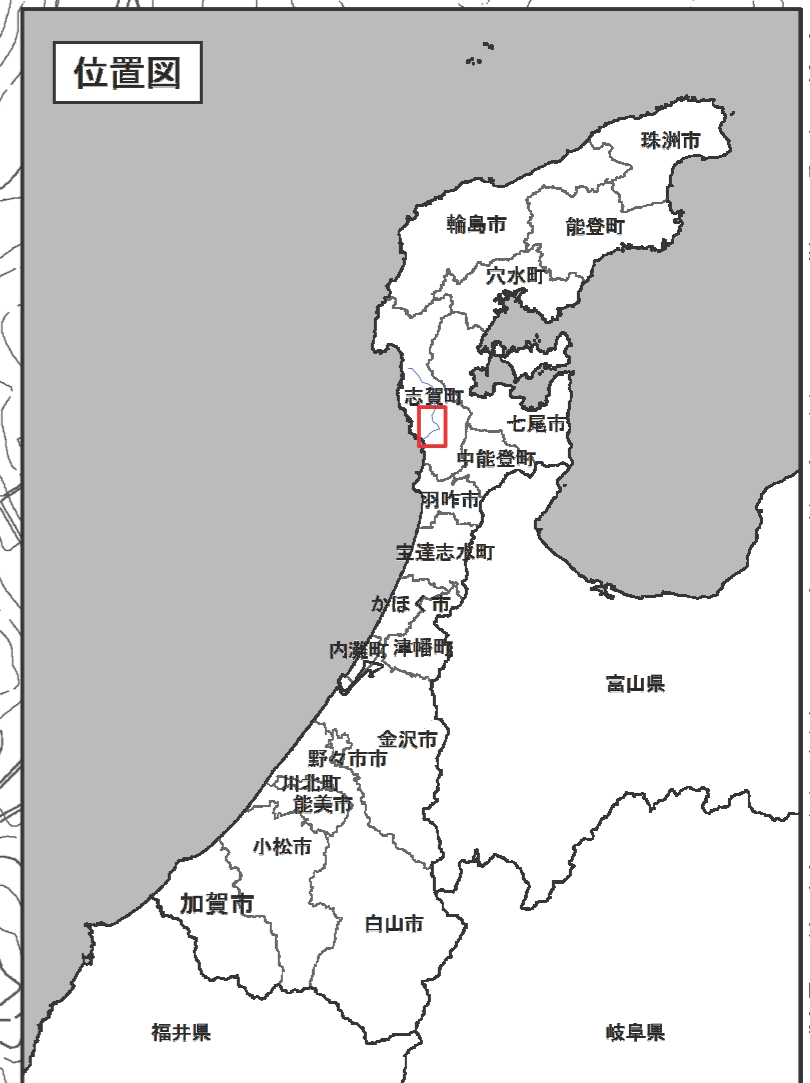 位置図
珠洲市
輪島市
能登町
穴水町
志賀町
七尾市
中能登町
羽咋市
宝達志水町
かほく市
内灘町
津幡町
富山県
金沢市
野々市市
川北町
能美市
小松市
加賀市
白山市
福井県
岐阜県